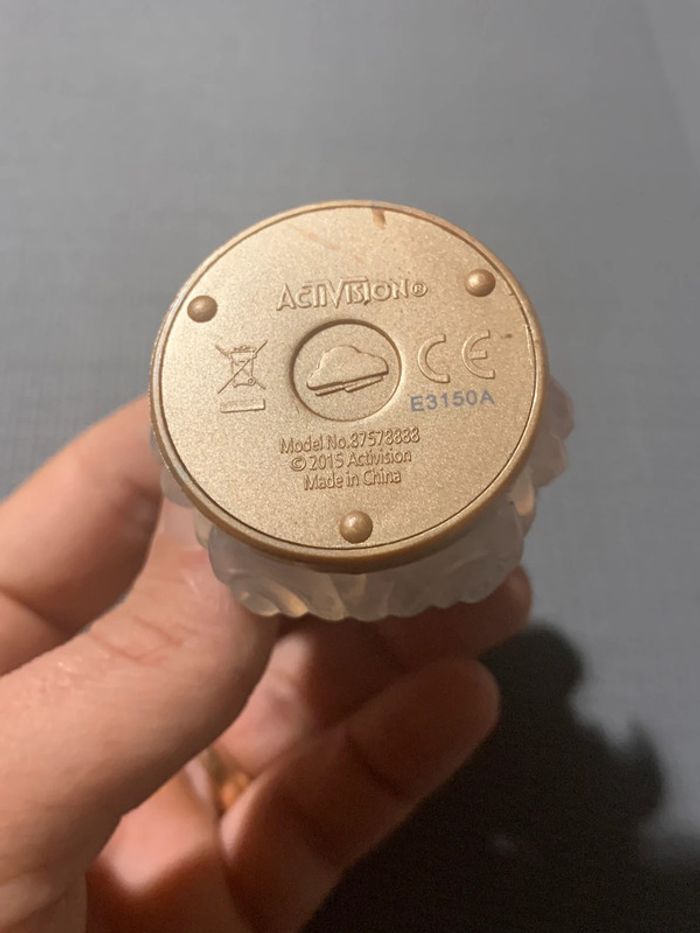 ACTIVISION®
CE
E3150A
Model No.87578888
© 2015 Activision
Made in China